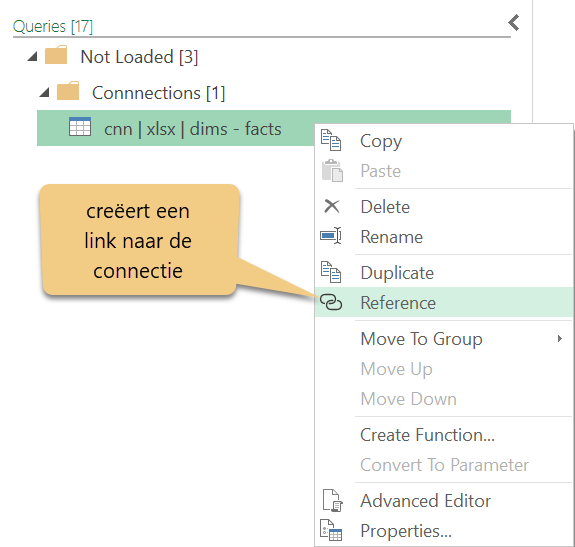 Queries [17]
Not Loaded [3]
Connnections [1]
cnn | xlsx | dims - facts
Copy
Paste
creëert een
link naar de
connectie
Delete
Rename
Duplicate
Reference
Move To Group
Move Up
Move Down
Create Function...
Convert To Parameter
Advanced Editor
Properties...